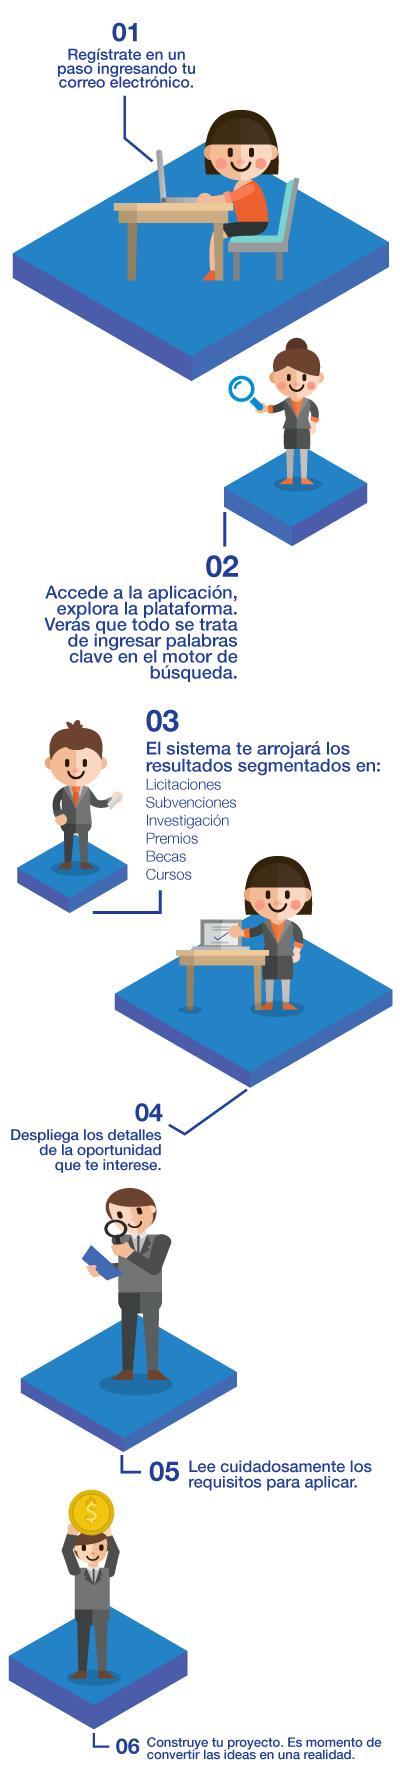 01
Regístrate en un
paso ingresando tu
correo electrónico.
02
Accede a la aplicación,
explora la plataforma.
Verás que todo se trata
de ingresar palabras
clave en el motor de
búsqueda.
03
El sistema te arrojará los
resultados segmentados en:
Licitaciones
Subvenciones
Investigación
Premios
Becas
Cursos
04
Despliega los detalles
de la oportunidad
que te interese.
05
Lee cuidadosamente los
requisitos para aplicar.
$
06
Construye tu proyecto. Es momento de
convertir las ideas en una realidad.